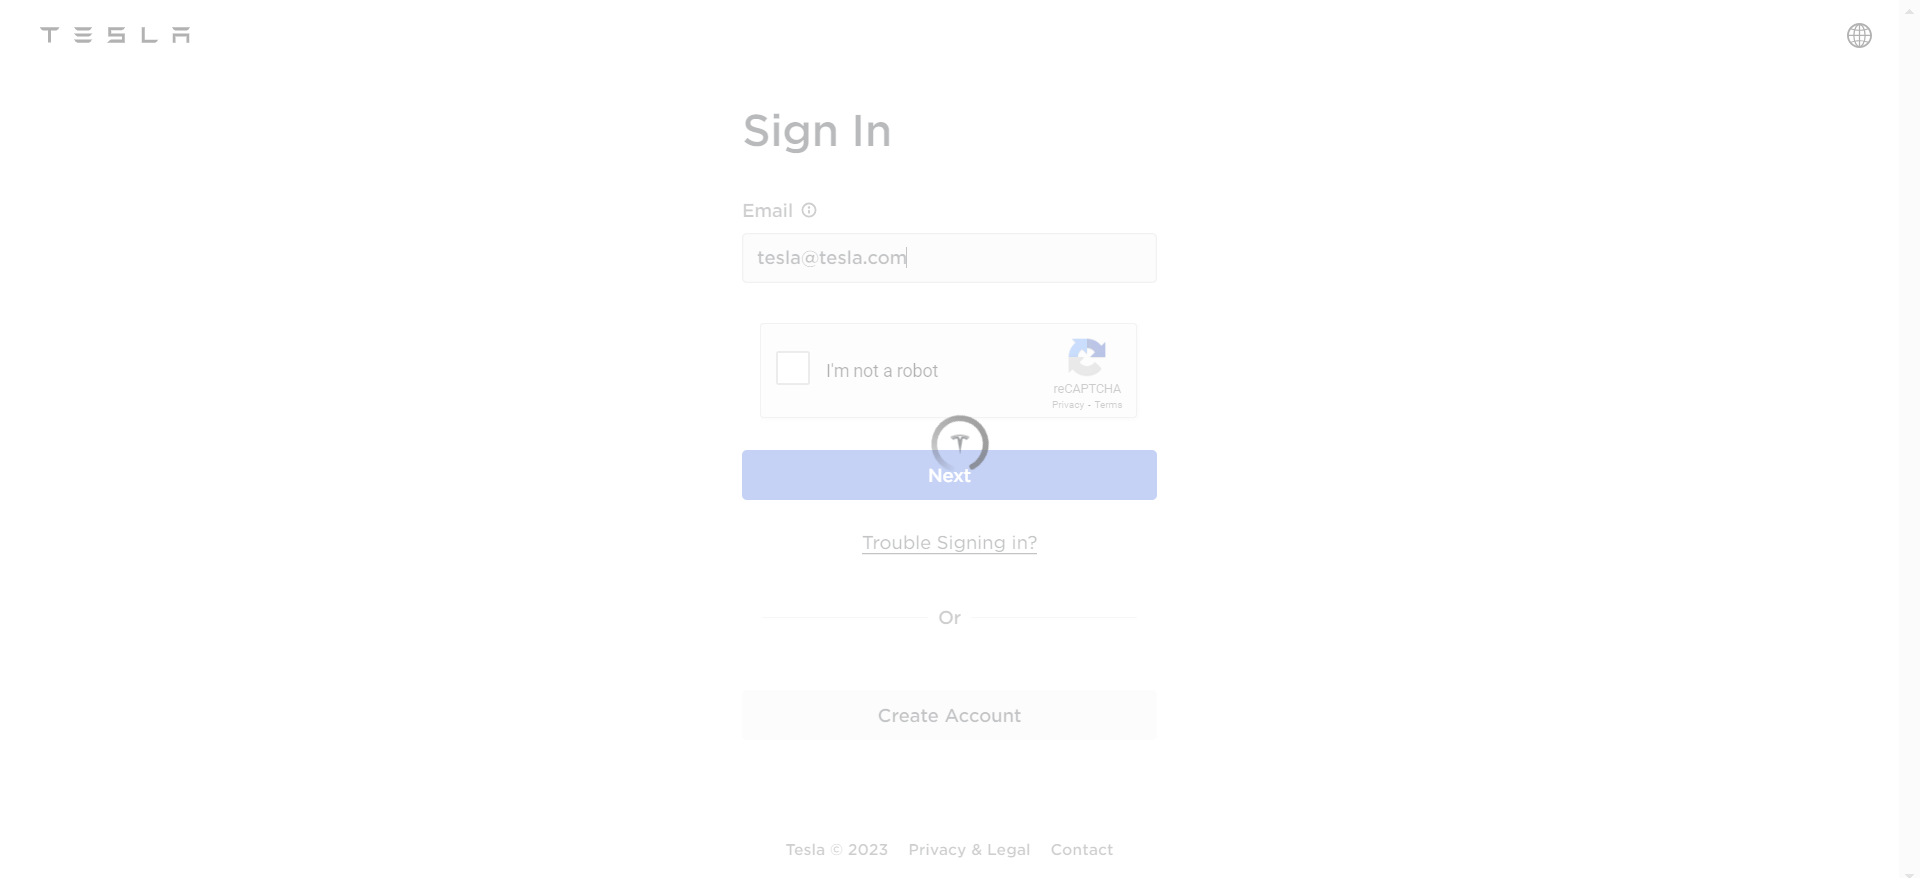 TESLA
Sign In
Email
tesla@tesla.com
I'm not a robot
reCAPTCHA
Privacy - Terms
Next
Trouble Signing in?
Or
Create Account
Tesla © 2023 Privacy & Legal Contact